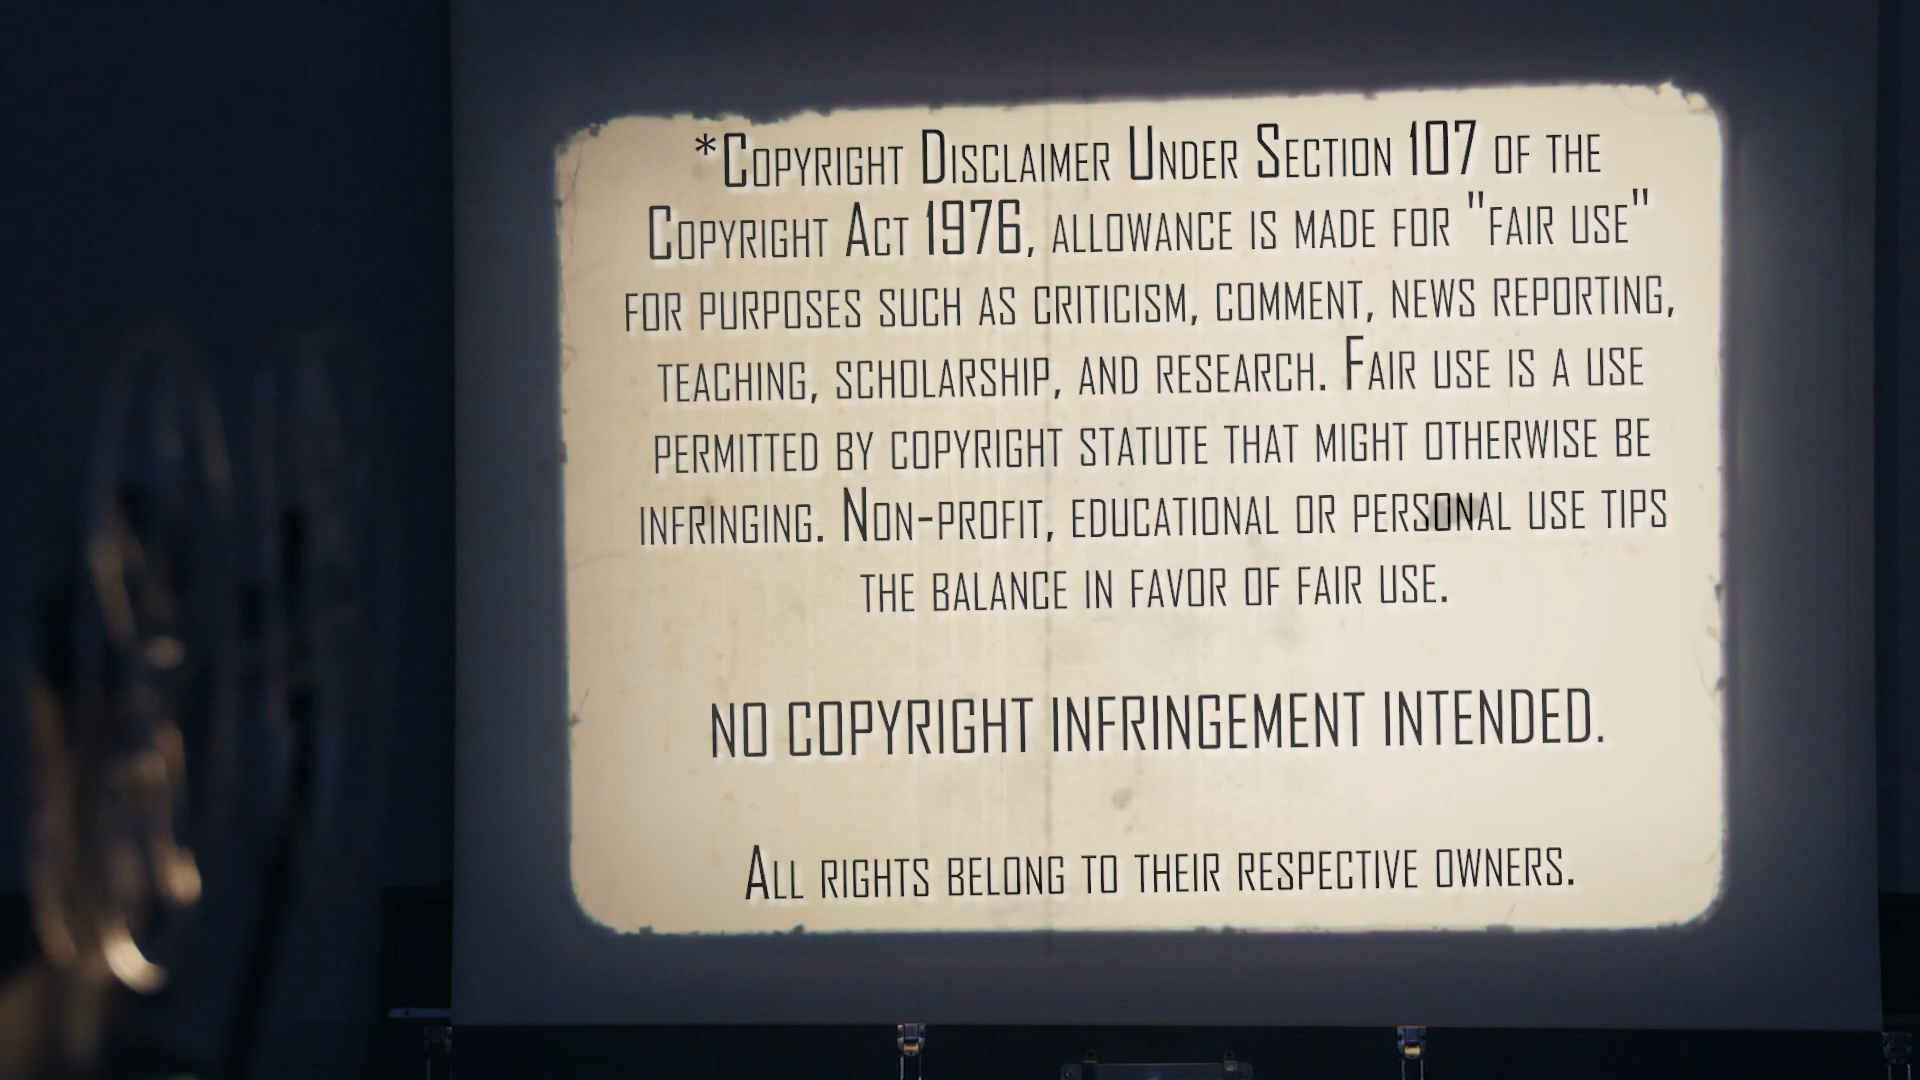 *Copyright Disclaimer Under Section 107 of the
Copyright Act 1976, allowance is made for "fair use"
for purposes such as criticism, comment, news reporting,
teaching, scholarship, and research. Fair use is a use
permitted by copyright statute that might otherwise be
infringing. Non-profit, educational or personal use tips
the balance in favor of fair use.
NO COPYRIGHT INFRINGEMENT INTENDED.
All rights belong to their respective owners.